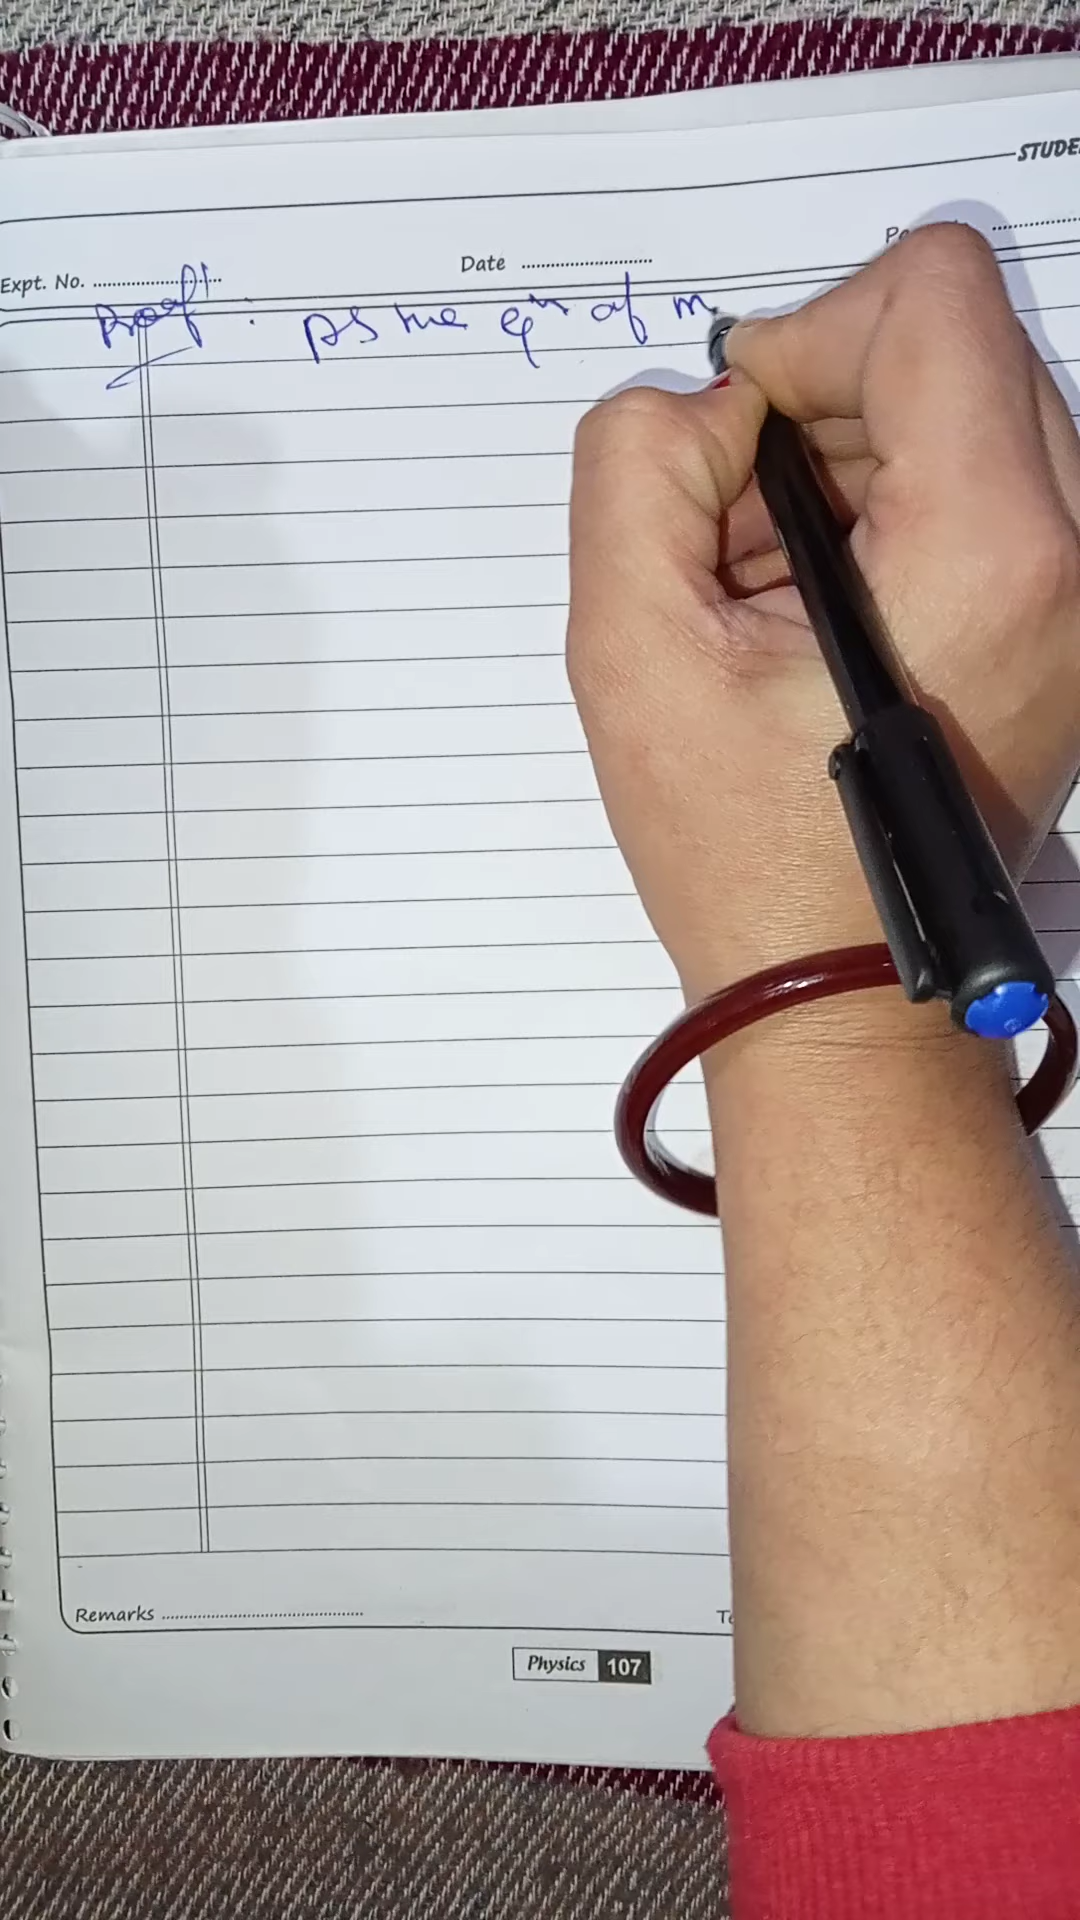 STUDE
Expt. No. ........................ Date ........................
Proof : As the eqn of m
Remarks ........................
Physics 107